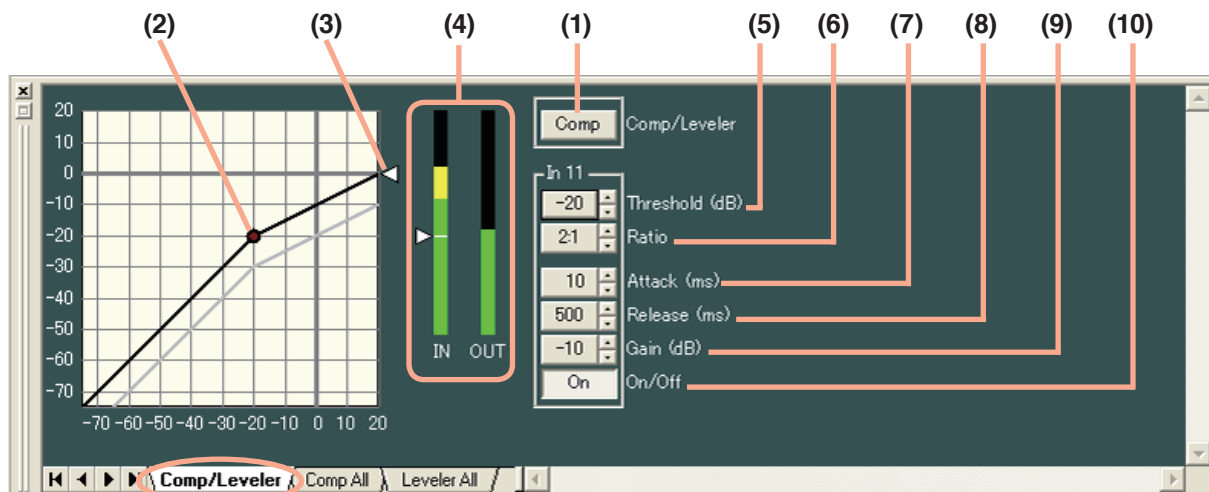 (2) (3) (4) (1) (5) (6) (7) (8) (9) (10)
20
10
0
-10
-20
-30
-40
-50
-60
-70
-70 -60 -50 -40 -30 -20 -10 0 10 20
IN OUT
Comp Comp/Leveler
In 11
-20 Threshold (dB)
2:1 Ratio
10 Attack (ms)
500 Release (ms)
-10 Gain (dB)
On On/Off
Comp/Leveler Comp All Leveler All